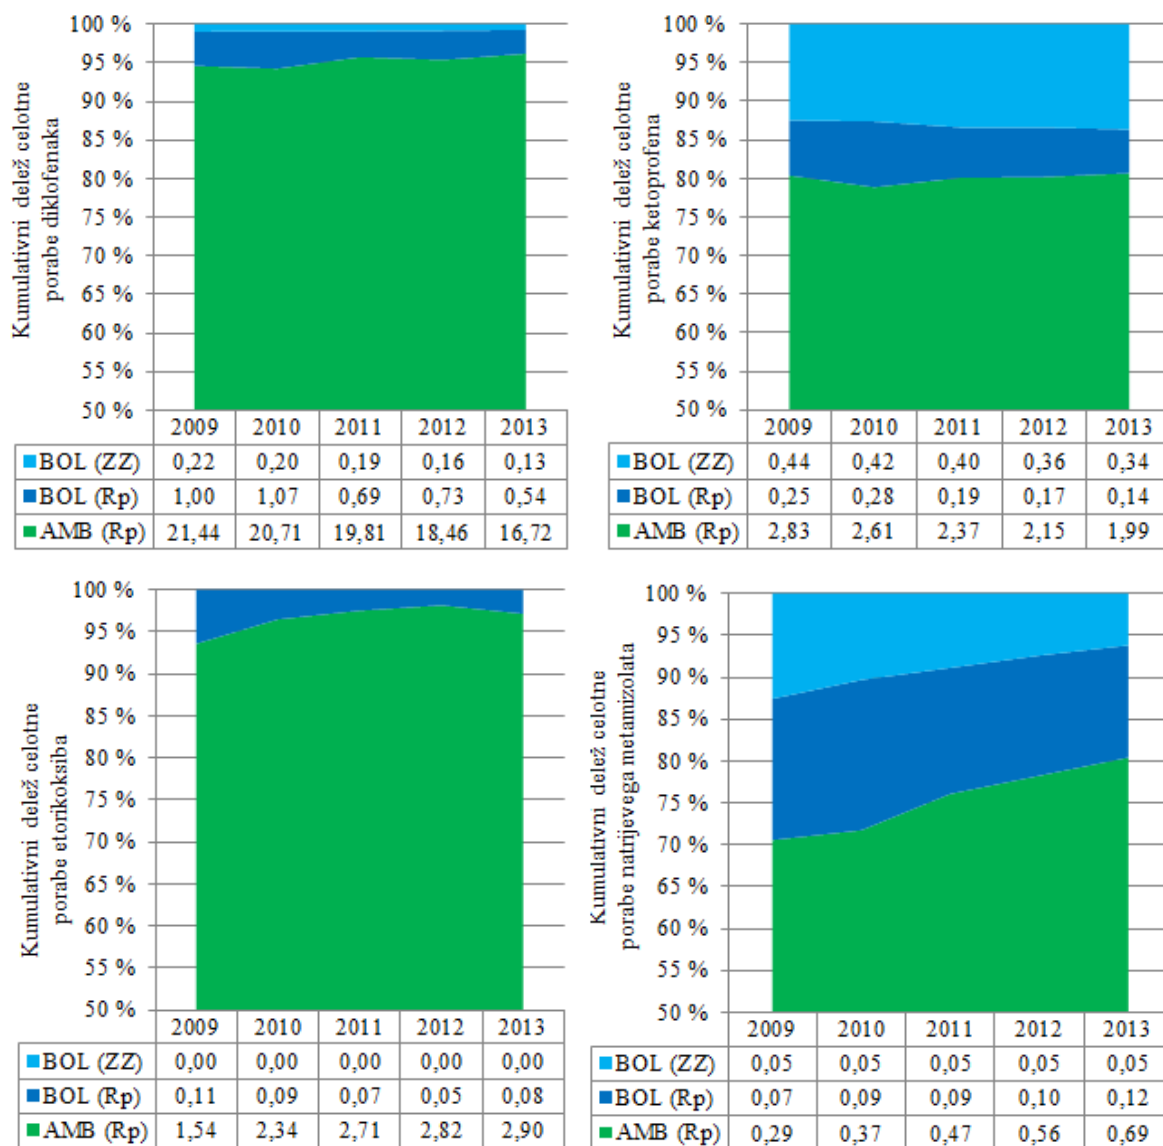 Kumulativni delež celotne
porabe diklofenaka
100 %
95 %
90 %
85 %
80 %
75 %
70 %
65 %
60 %
55 %
50 %
2009 2010 2011 2012 2013
BOL (ZZ) 0,22 0,20 0,19 0,16 0,13
BOL (Rp) 1,00 1,07 0,69 0,73 0,54
AMB (Rp) 21,44 20,71 19,81 18,46 16,72
Kumulativni delež celotne
porabe ketoprofena
100 %
95 %
90 %
85 %
80 %
75 %
70 %
65 %
60 %
55 %
50 %
2009 2010 2011 2012 2013
BOL (ZZ) 0,44 0,42 0,40 0,36 0,34
BOL (Rp) 0,25 0,28 0,19 0,17 0,14
AMB (Rp) 2,83 2,61 2,37 2,15 1,99
Kumulativni delež celotne
porabe etorikoksiba
100 %
95 %
90 %
85 %
80 %
75 %
70 %
65 %
60 %
55 %
50 %
2009 2010 2011 2012 2013
BOL (ZZ) 0,00 0,00 0,00 0,00 0,00
BOL (Rp) 0,11 0,09 0,07 0,05 0,08
AMB (Rp) 1,54 2,34 2,71 2,82 2,90
Kumulativni delež celotne
porabe natrijevega metamizolata
100 %
95 %
90 %
85 %
80 %
75 %
70 %
65 %
60 %
55 %
50 %
2009 2010 2011 2012 2013
BOL (ZZ) 0,05 0,05 0,05 0,05 0,05
BOL (Rp) 0,07 0,09 0,09 0,10 0,12
AMB (Rp) 0,29 0,37 0,47 0,56 0,69